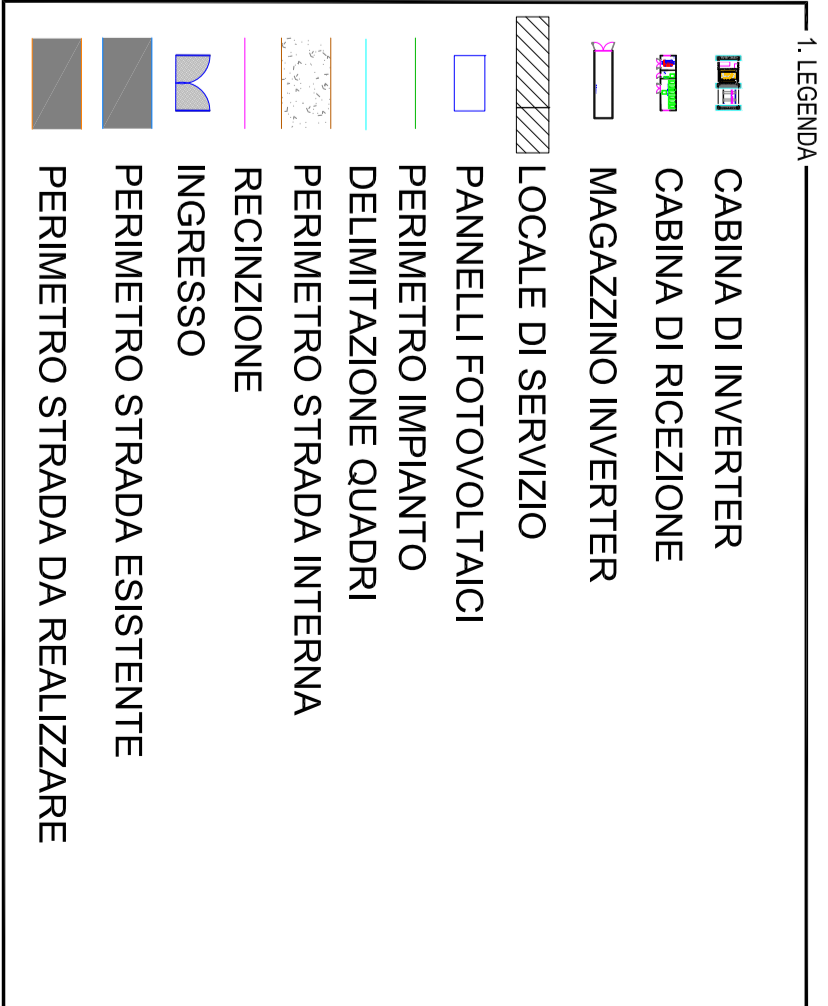 1. LEGENDA
CABINA DI INVERTER
CABINA DI RICEZIONE
MAGAZZINO INVERTER
LOCALE DI SERVIZIO
PANNELLI FOTOVOLTAICI
PERIMETRO IMPIANTO
DELIMITAZIONE QUADRI
PERIMETRO STRADA INTERNA
RECINZIONE
INGRESSO
PERIMETRO STRADA ESISTENTE
PERIMETRO STRADA DA REALIZZARE